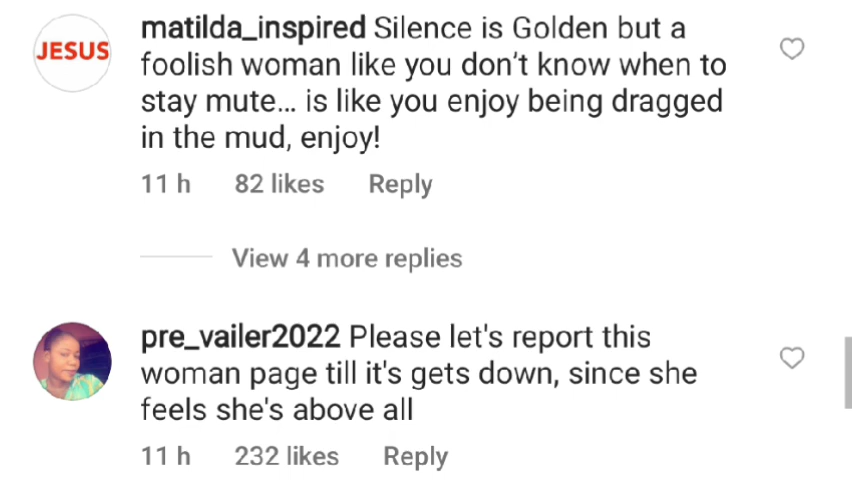 JESUS
matilda_inspired Silence is Golden but a
foolish woman like you don't know when to
stay mute... is like you enjoy being dragged
in the mud, enjoy!
11 h 82 likes Reply
View 4 more replies
pre_vailer2022 Please let's report this
woman page till it's gets down, since she
feels she's above all
11 h 232 likes Reply